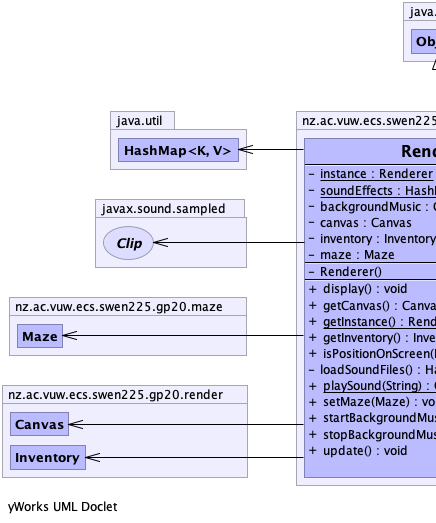 java.
Obj
java.util
HashMap<K, V>
javax.sound.sampled
Clip
nz.ac.vuw.ecs.swen225.gp20.maze
Maze
nz.ac.vuw.ecs.swen225.gp20.render
Canvas
Inventory
nz.ac.vuw.ecs.swen225
Rend
- instance : Renderer
- soundEffects : Hash
- backgroundMusic : C
- canvas : Canvas
- inventory : Inventory
- maze : Maze
- Renderer()
+ display() : void
+ getCanvas() : Canva
+ getInstance() : Rend
+ getInventory() : Inve
+ isPositionOnScreen(
- loadSoundFiles() : Ha
+ playSound(String) : C
+ setMaze(Maze) : vo
+ startBackgroundMus
+ stopBackgroundMus
+ update() : void
yWorks UML Doclet